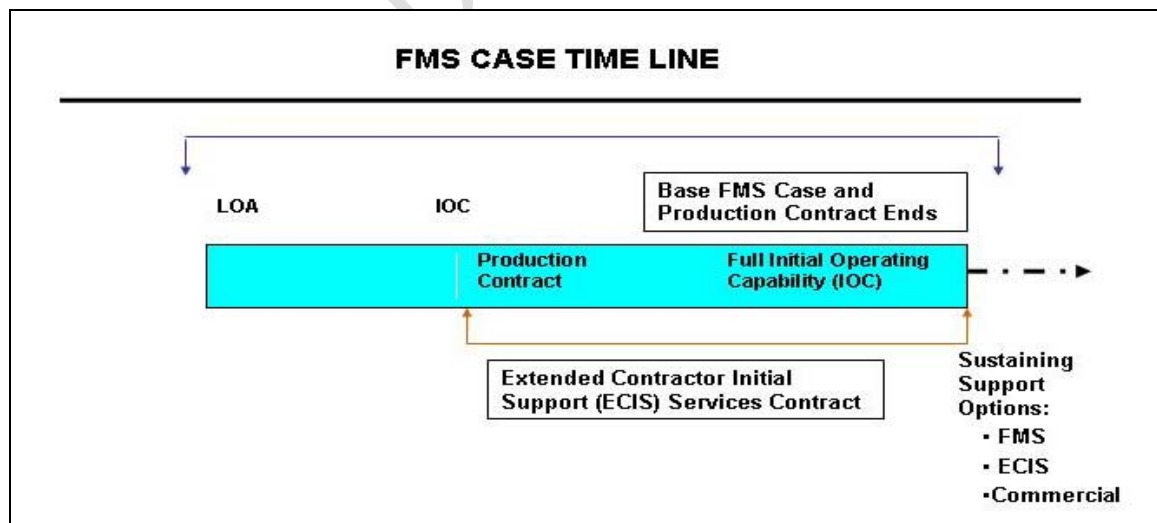 FMS CASE TIME LINE
LOA
IOC
Base FMS Case and
Production Contract Ends
Production
Contract
Full Initial Operating
Capability (IOC)
Extended Contractor Initial
Support (ECIS) Services Contract
Sustaining
Support
Options:
▪ FMS
▪ ECIS
▪Commercial